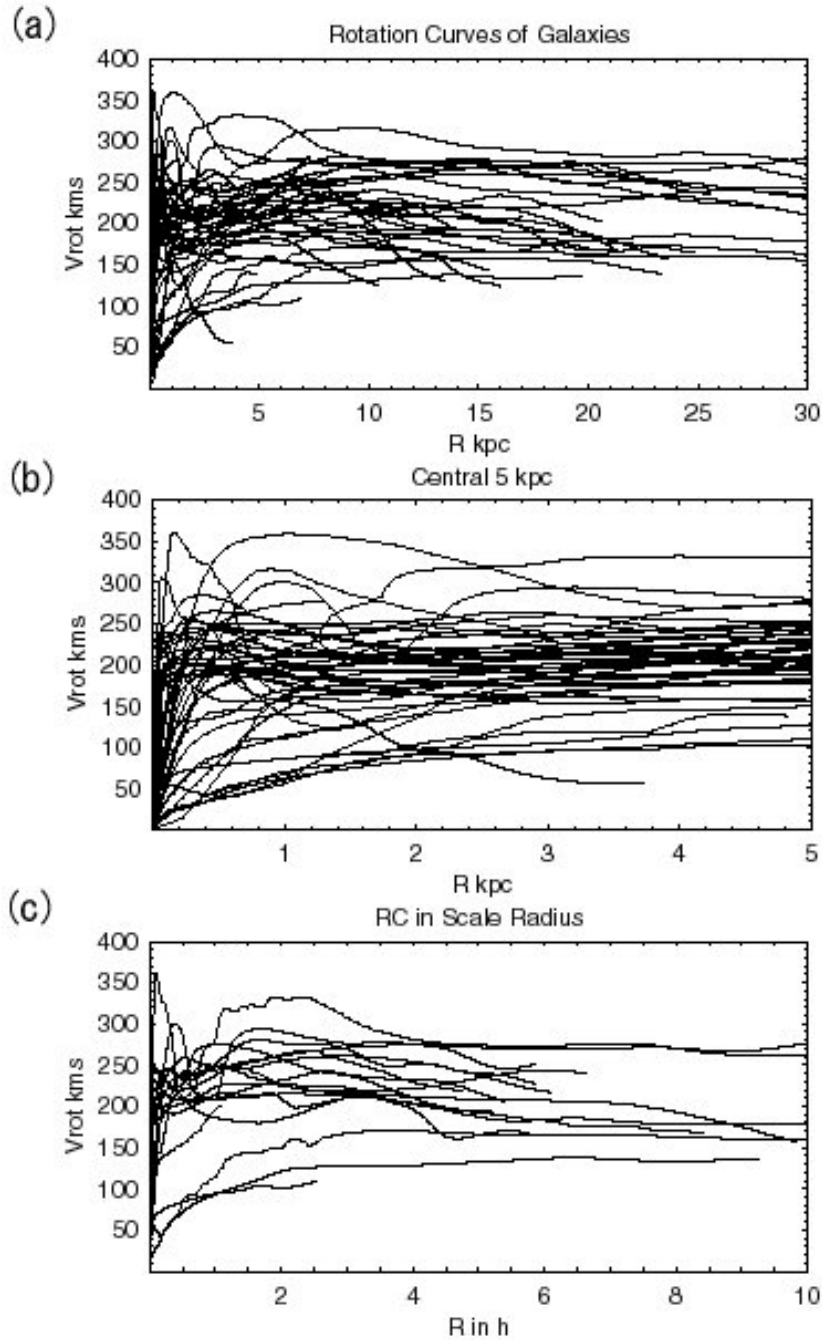 (a)
Rotation Curves of Galaxies
400
350
300
250
200
150
100
50
Vrot kms
5 10 15 20 25 30
R kpc
(b)
Central 5 kpc
400
350
300
250
200
150
100
50
Vrot kms
1 2 3 4 5
R kpc
(c)
RC in Scale Radius
400
350
300
250
200
150
100
50
Vrot kms
2 4 6 8 10
R in h